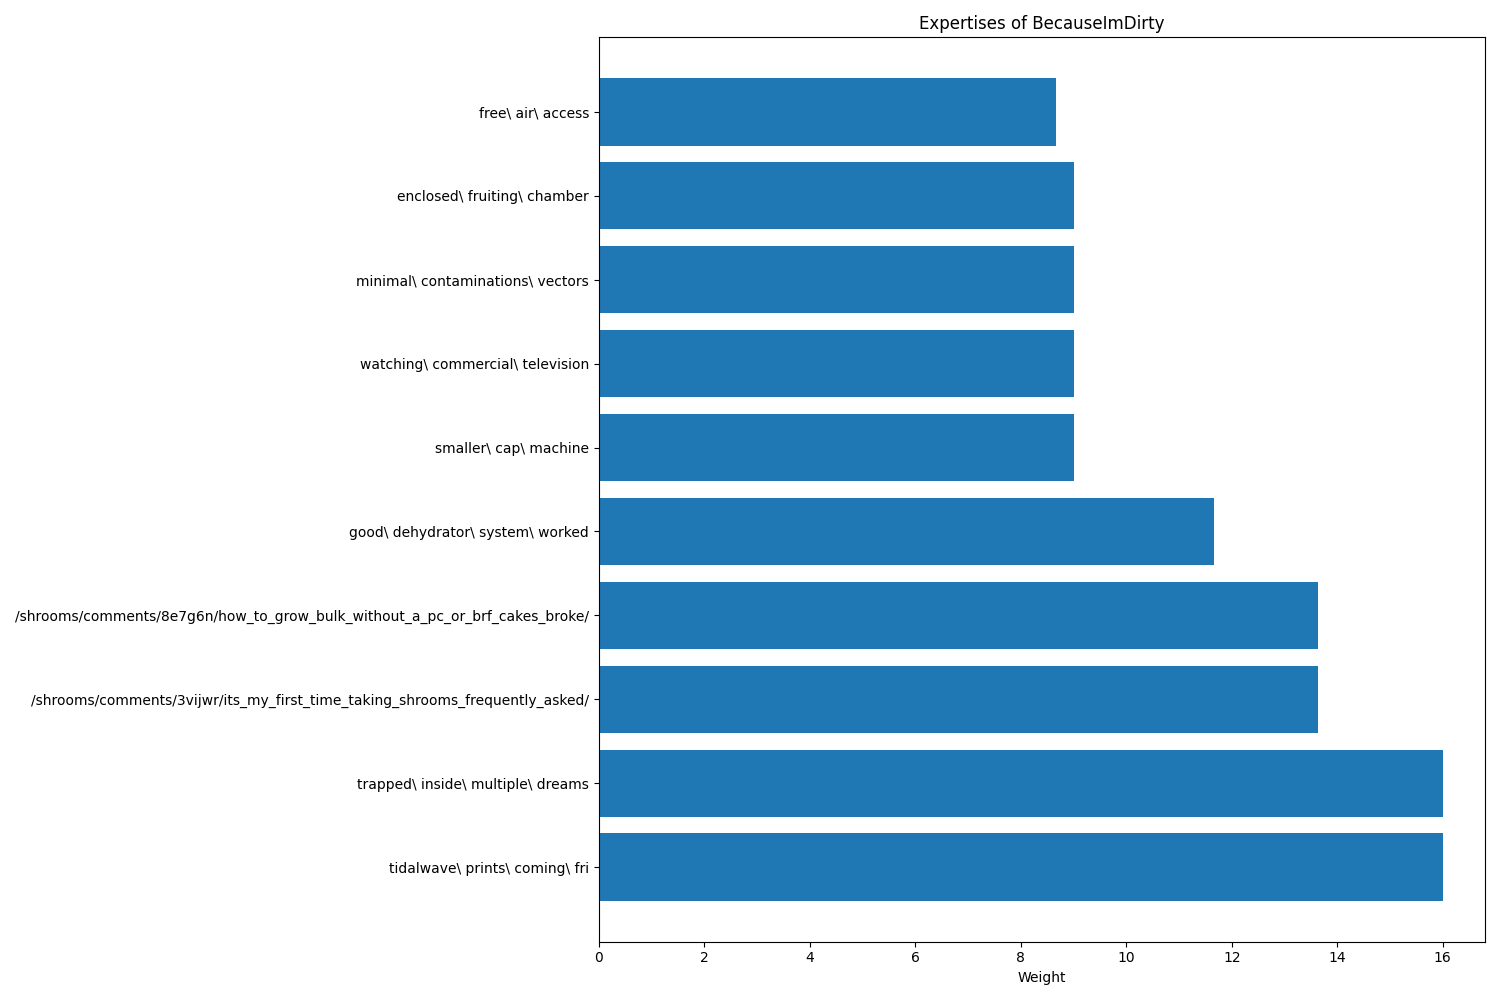 Expertises of BecauseImDirty
free\ air\ access
enclosed\ fruiting\ chamber
minimal\ contaminations\ vectors
watching\ commercial\ television
smaller\ cap\ machine
good\ dehydrator\ system\ worked
/shrooms/comments/8e7g6n/how_to_grow_bulk_without_a_pc_or_brf_cakes_broke/
/shrooms/comments/3vijwr/its_my_first_time_taking_shrooms_frequently_asked/
trapped\ inside\ multiple\ dreams
tidalwave\ prints\ coming\ fri
0 2 4 6 8 10 12 14 16
Weight